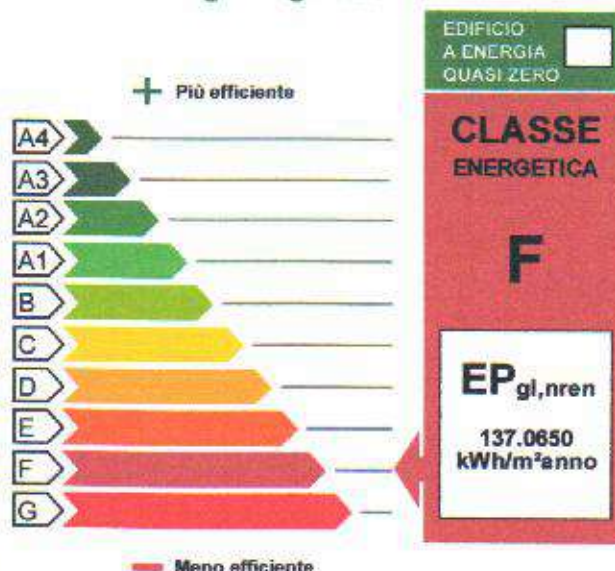 EDIFICIO
A ENERGIA
QUASI ZERO
+ Più efficiente
A4
A3
A2
A1
B
C
D
E
F
G
CLASSE
ENERGETICA
F
EPgl,nren
137.0650
kWh/m²anno
Meno efficiente